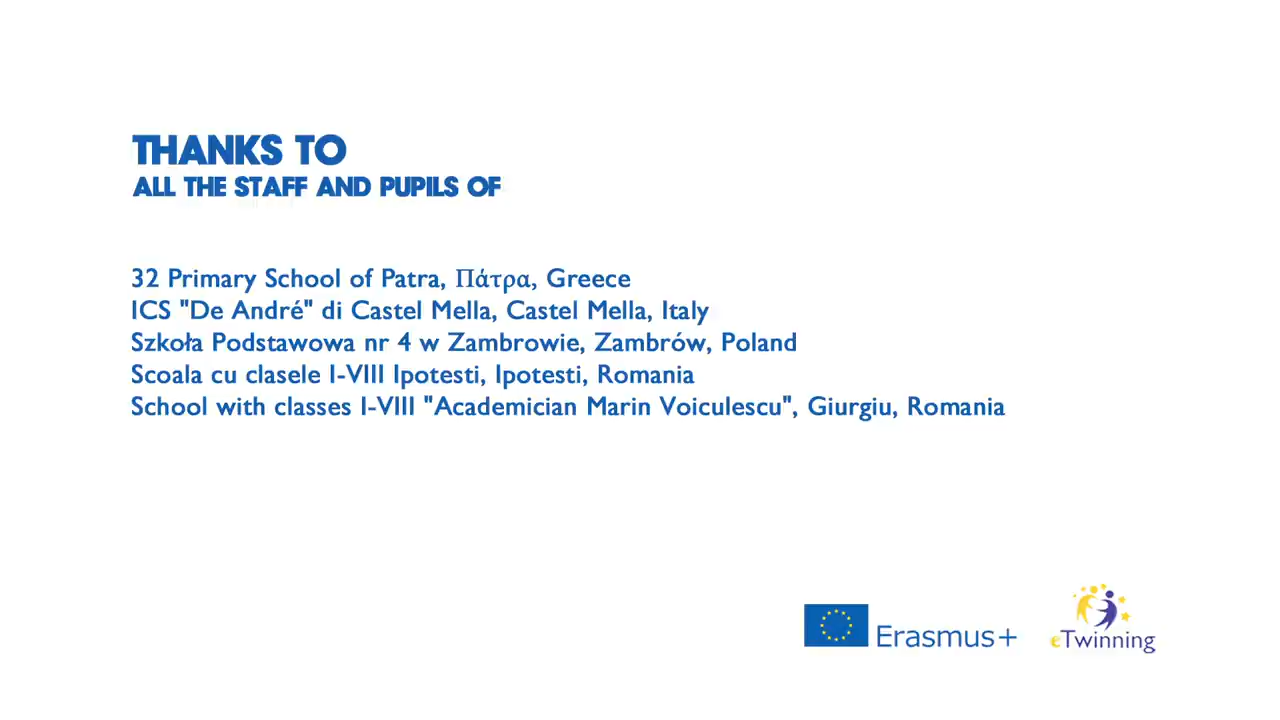 THANKS TO
ALL THE STAFF AND PUPILS OF
32 Primary School of Patra, Πάτρα, Greece
ICS "De André" di Castel Mella, Castel Mella, Italy
Szkoła Podstawowa nr 4 w Zambrowie, Zambrów, Poland
Scoala cu clasele I-VIII Ipotesti, Ipotesti, Romania
School with classes I-VIII "Academician Marin Voiculescu", Giurgiu, Romania
Erasmus+
eTwinning